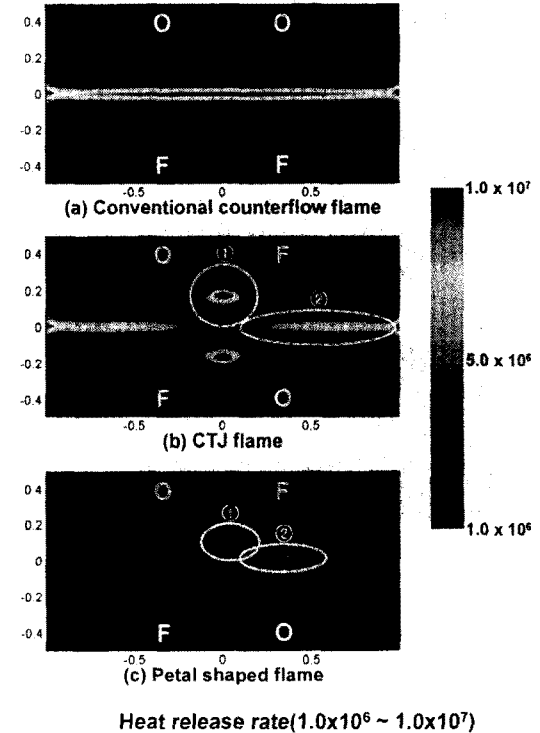 0.4
0.2
0
-0.2
-0.4
O O
F F
-0.5 0 0.5
(a) Conventional counterflow flame
1.0 x 10⁷
5.0 x 10⁶
1.0 x 10⁶
0.4
0.2
0
-0.2
-0.4
O ① F
②
F O
-0.5 0 0.5
(b) CTJ flame
0.4
0.2
0
-0.2
-0.4
O F
① ②
F O
-0.5 0 0.5
(c) Petal shaped flame
Heat release rate(1.0x10⁶ ~ 1.0x10⁷)